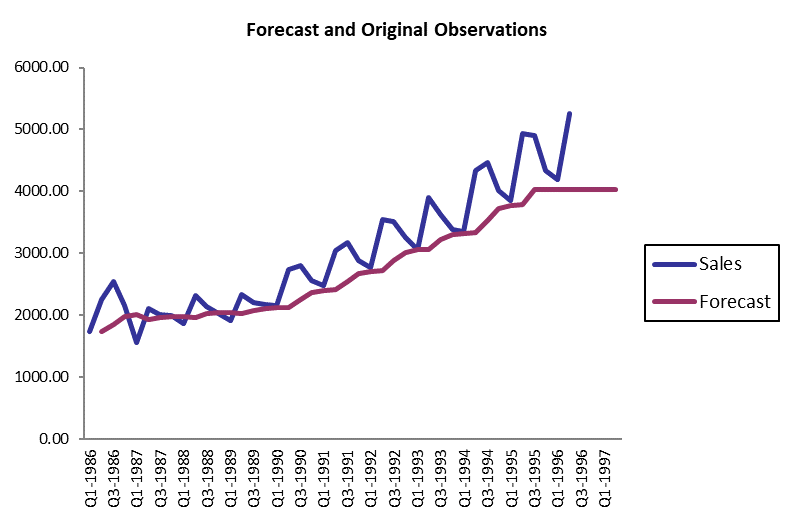 Forecast and Original Observations
6000.00
5000.00
4000.00
3000.00
2000.00
1000.00
0.00
Q1-1986
Q3-1986
Q1-1987
Q3-1987
Q1-1988
Q3-1988
Q1-1989
Q3-1989
Q1-1990
Q3-1990
Q1-1991
Q3-1991
Q1-1992
Q3-1992
Q1-1993
Q3-1993
Q1-1994
Q3-1994
Q1-1995
Q3-1995
Q1-1996
Q3-1996
Q1-1997
Sales
Forecast